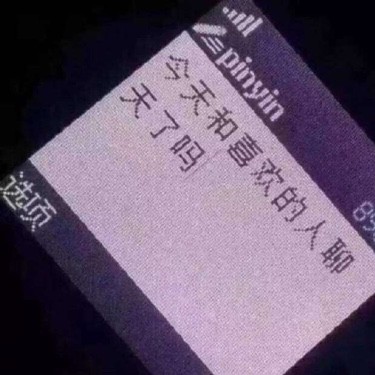 pinyin
今天和喜欢的人聊
天了吗
选项